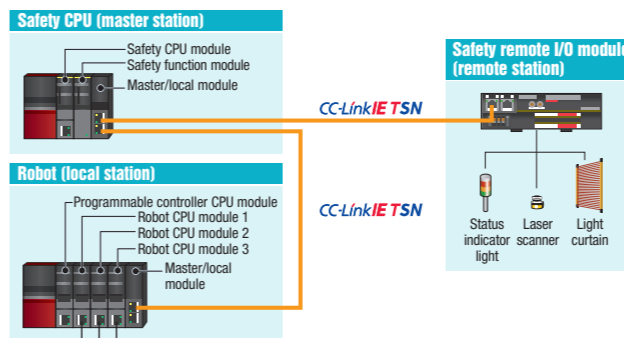 Safety CPU (master station)
Safety CPU module
Safety function module
Master/local module
CC-Link IE TSN
Safety remote I/O module
(remote station)
Status
indicator
light
Laser
scanner
Light
curtain
Robot (local station)
Programmable controller CPU module
Robot CPU module 1
Robot CPU module 2
Robot CPU module 3
Master/local
module
CC-Link IE TSN